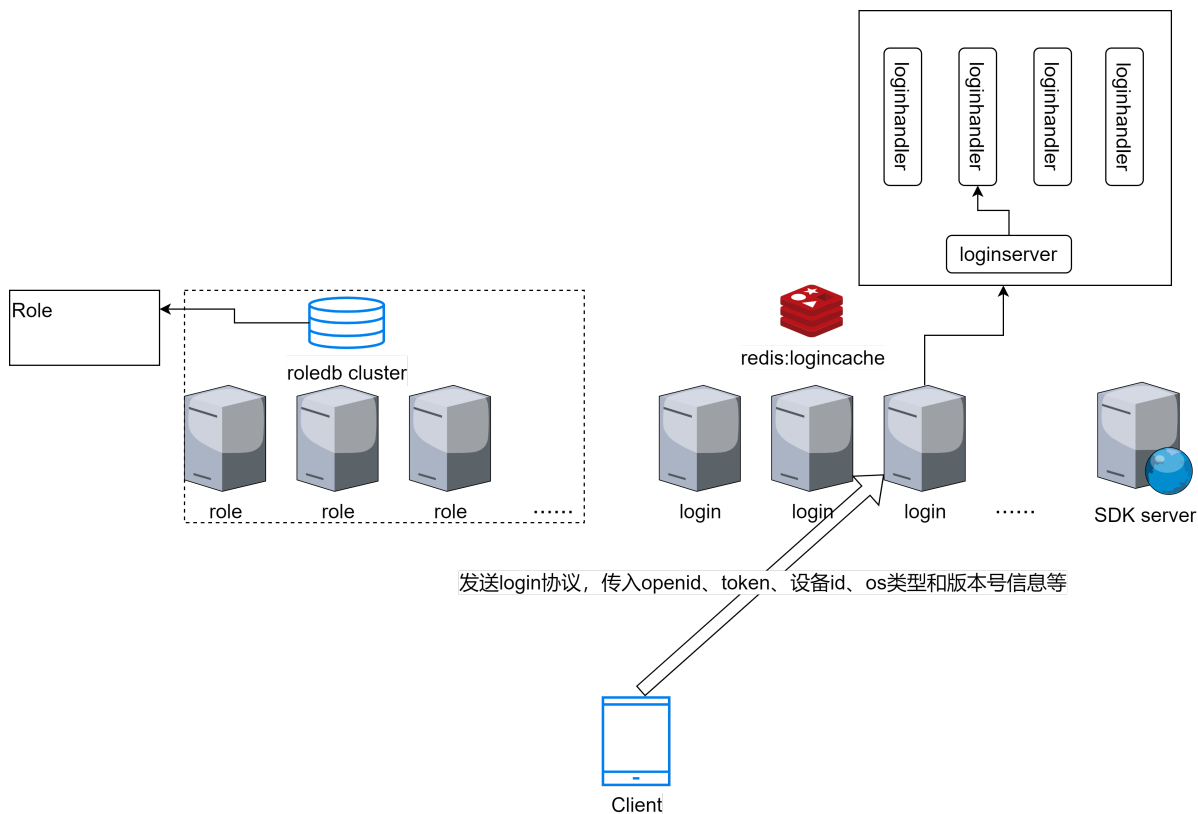 loginhandler
loginhandler
loginhandler
loginhandler
loginserver
Role
roledb cluster
redis:logincache
role
role
role
······
login
login
login
······
SDK server
发送login协议，传入openid、token、设备id、os类型和版本号信息等
Client